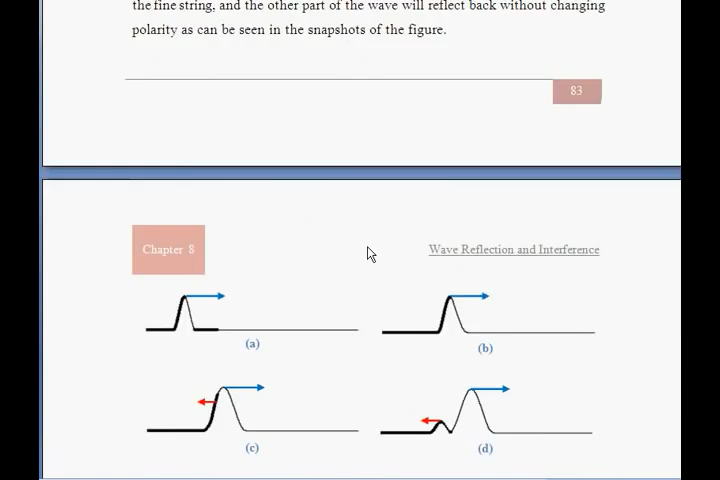 the fine string, and the other part of the wave will reflect back without changing
polarity as can be seen in the snapshots of the figure.
83
Chapter 8
Wave Reflection and Interference
(a)
(b)
(c)
(d)